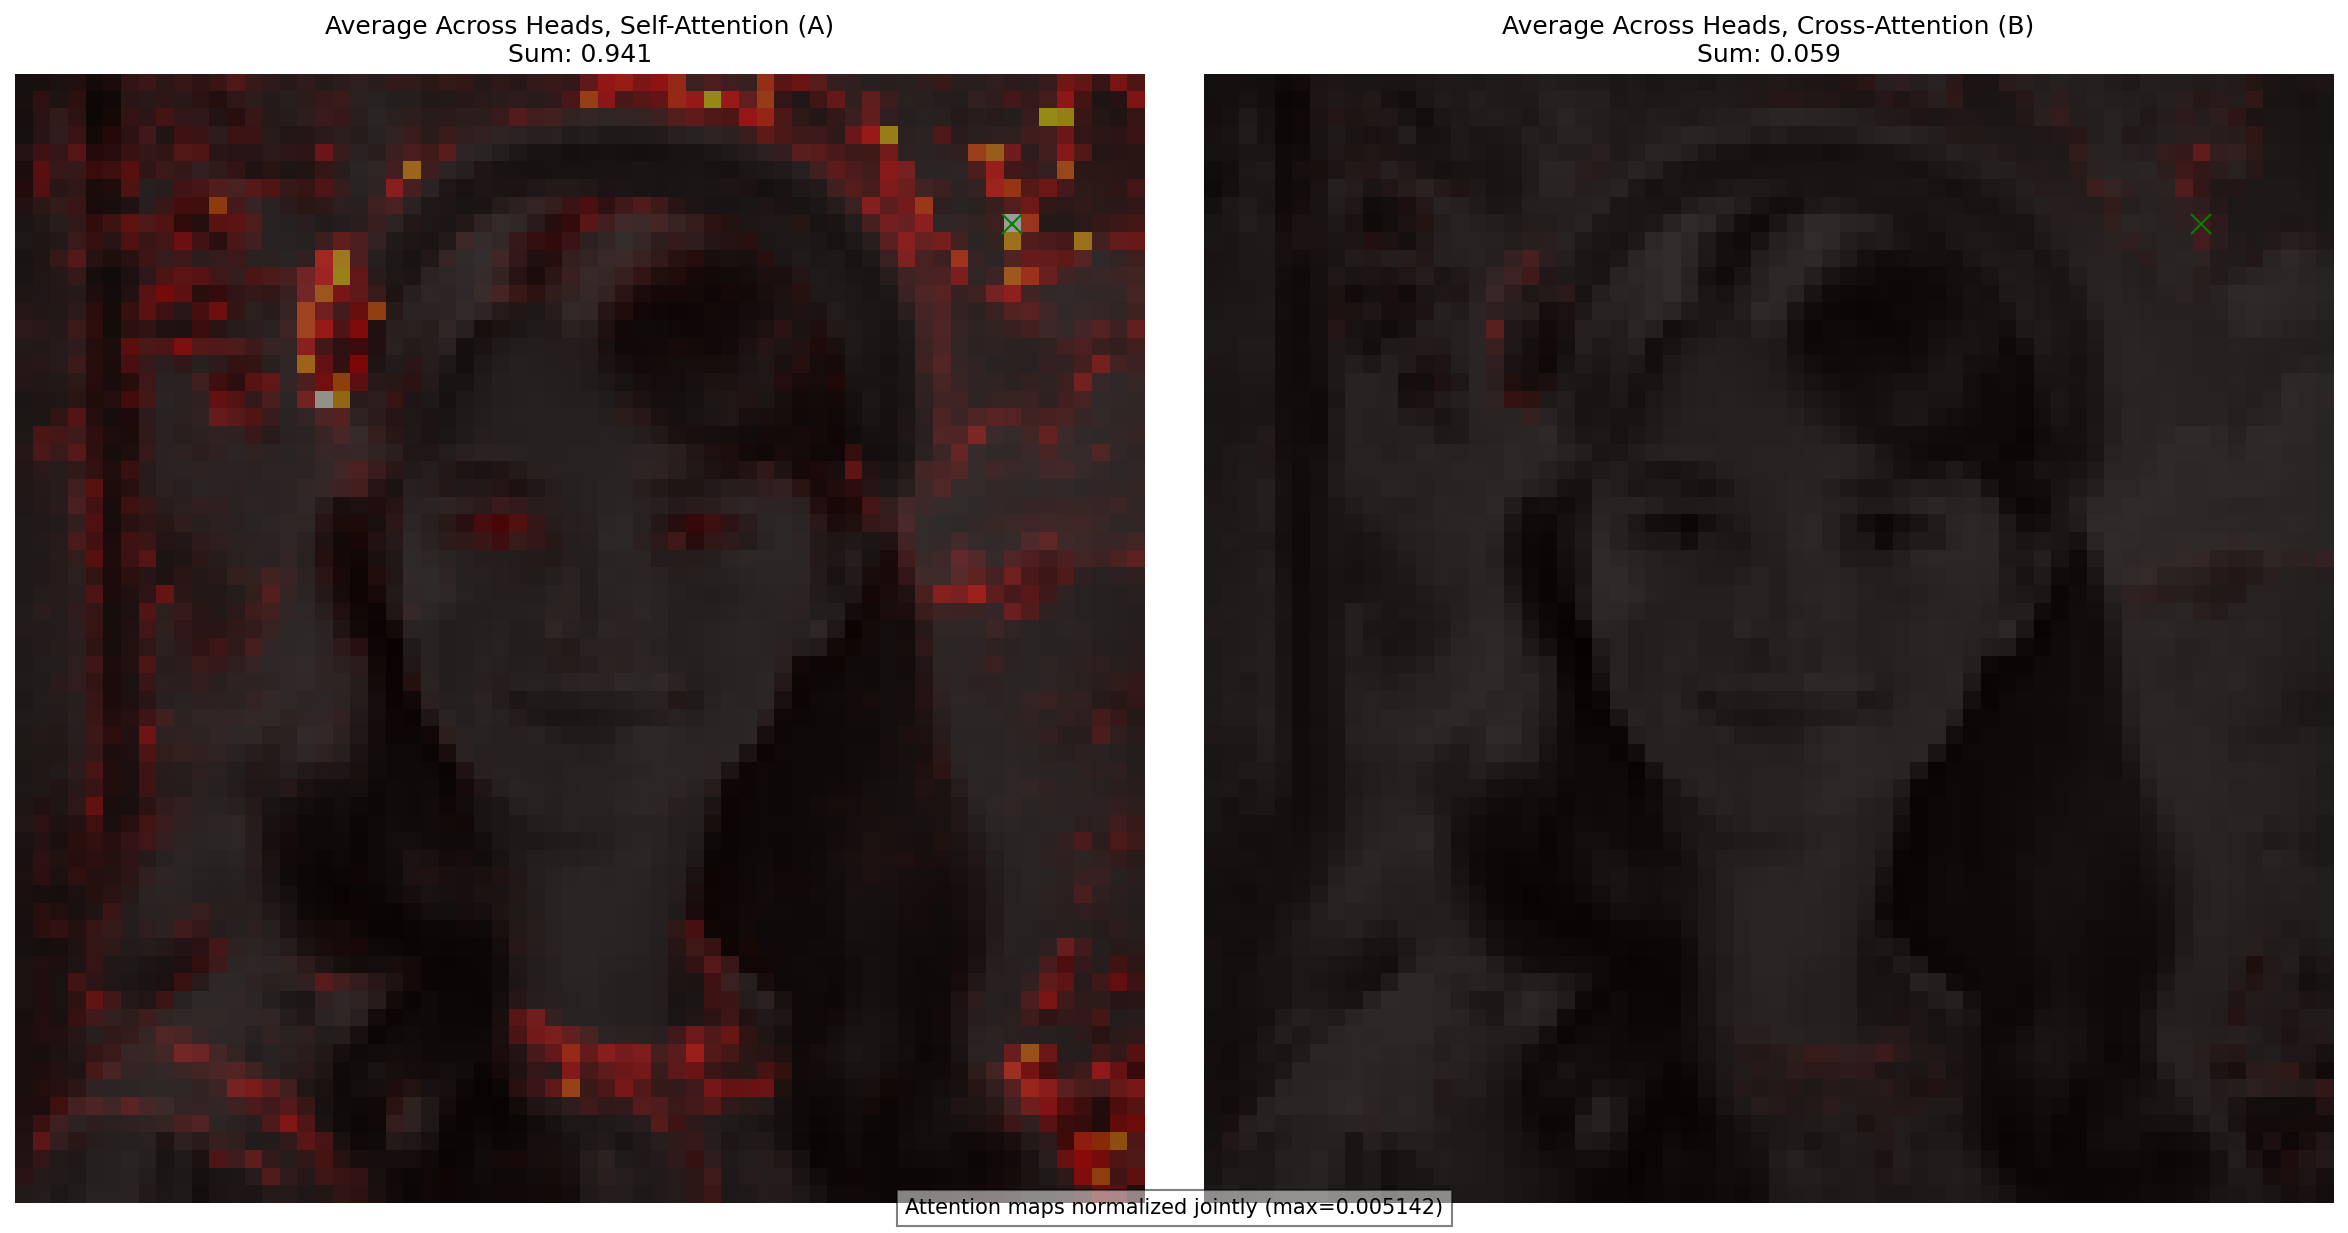 Average Across Heads, Self-Attention (A)
Sum: 0.941
Average Across Heads, Cross-Attention (B)
Sum: 0.059
Attention maps normalized jointly (max=0.005142)